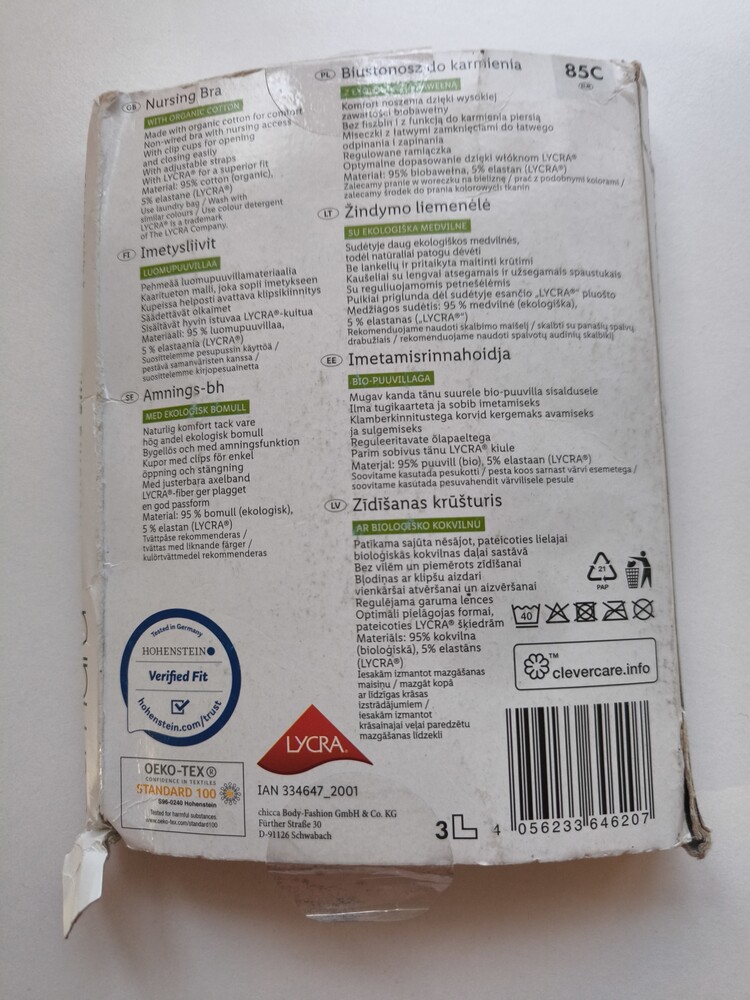 GB Nursing Bra
WITH ORGANIC COTTON
Made with organic cotton for comfort
Non-wired bra with nursing access
With clip cups for opening
and closing easily
With adjustable straps
With LYCRA® for a superior fit
Material: 95% cotton (organic),
5% elastane (LYCRA®)
Use laundry bag / Wash with
similar colours / Use colour detergent
LYCRA® is a trademark
of The LYCRA Company.
FI Imetysliivit
LUOMUPUUVILLAA
Pehmeää luomupuuvillamateriaalia
Kaaritueton malli, joka sopii imetykseen
Kupeissa helposti avattava klipsikiinnitys
Säädettävät olkaimet
Sisältävät hyvin istuvaa LYCRA®-kuitua
Materiaali: 95 % luomupuuvillaa,
5 % elastaania (LYCRA®)
Suosittelemme pesupussin käyttöä /
pestävä samanväristen kanssa /
suosittelemme kirjopesuainetta
SE Amnings-bh
MED EKOLOGISK BOMULL
Naturlig komfort tack vare
hög andel ekologisk bomull
Bygellös och med amningsfunktion
Kupor med clips för enkel
öppning och stängning
Med justerbara axelband
LYCRA®-fiber ger plagget
en god passform
Material: 95 % bomull (ekologisk),
5 % elastan (LYCRA®)
Tvättpåse rekommenderas /
tvättas med liknande färger /
kulörtvättmedel rekommenderas
PL Biustonosz do karmienia
85C
Komfort noszenia dzięki wysokiej
zawartości biobawełny
Bez fiszbin i z funkcją do karmienia piersią
Miseczki z łatwymi zamknięciami do łatwego
odpinania i zapinania
Regulowane ramiączka
Optymalne dopasowanie dzięki włóknom LYCRA®
Materiał: 95% biobawełna, 5% elastan (LYCRA®)
Zalecamy pranie w woreczku na bieliznę / prać z podobnymi kolorami /
zalecamy środek do prania kolorowych tkanin
LT Žindymo liemenėlė
SU EKOLOGIŠKA MEDVILNE
Sudėtyje daug ekologiškos medvilnės,
todėl natūraliai patogu dėvėti
Be lankelių ir pritaikyta maitinti krūtimi
Kaušeliai su lengvai atsegamais ir užsegamais spaustukais
Su reguliuojamomis petnešėlėmis
Puikiai priglunda dėl sudėtyje esančio „LYCRA®“ pluošto
Medžiagos sudėtis: 95 % medvilnė (ekologiška),
5 % elastanas („LYCRA®“)
Rekomenduojame naudoti skalbimo maišelį / skalbti su panašių spalvų
drabužiais / rekomenduojame naudoti spalvotų audinių skalbiklį
EE Imetamisrinnahoidja
BIO-PUUVILLAGA
Mugav kanda tänu suurele bio-puuvilla sisaldusele
Ilma tugikaarteta ja sobib imetamiseks
Klamberkinnitustega korvid kergemaks avamiseks
ja sulgemiseks
Reguleeritavate õlapaeltega
Parim sobivus tänu LYCRA® kiule
Materjal: 95% puuvill (bio), 5% elastaan (LYCRA®)
Soovitame kasutada pesukotti / pesta koos sarnast värvi esemetega /
soovitame kasutada pesuvahendit värvilisele pesule
LV Zīdīšanas krūšturis
AR BIOLOĢISKO KOKVILNU
Patīkama sajūta nēsājot, pateicoties lielajai
bioloģiskās kokvilnas daļai sastāvā
Bez vīlēm un piemērots zīdīšanai
Bļodiņas ar klipšu aizdari
vienkāršai atvēršanai un aizvēršanai
Regulējama garuma lences
Optimāli pielāgojas formai,
pateicoties LYCRA® šķiedrām
Materiāls: 95% kokvilna
(bioloģiskā), 5% elastāns
(LYCRA®)
Iesakām izmantot mazgāšanas
maisiņu / mazgāt kopā
ar līdzīgas krāsas
izstrādājumiem /
iesakām izmantot
krāsainajai veļai paredzētu
mazgāšanas līdzekli
21
PAP
40
™
clevercare.info
Tested in Germany
HOHENSTEIN
Verified Fit
hohenstein.com/trust
LYCRA®
OEKO-TEX®
CONFIDENCE IN TEXTILES
STANDARD 100
S96-0240 Hohenstein
Tested for harmful substances
www.oeko-tex.com/standard100
IAN 334647_2001
chicca Body-Fashion GmbH & Co. KG
Fürther Straße 30
D-91126 Schwabach
3L
4 056233 646207